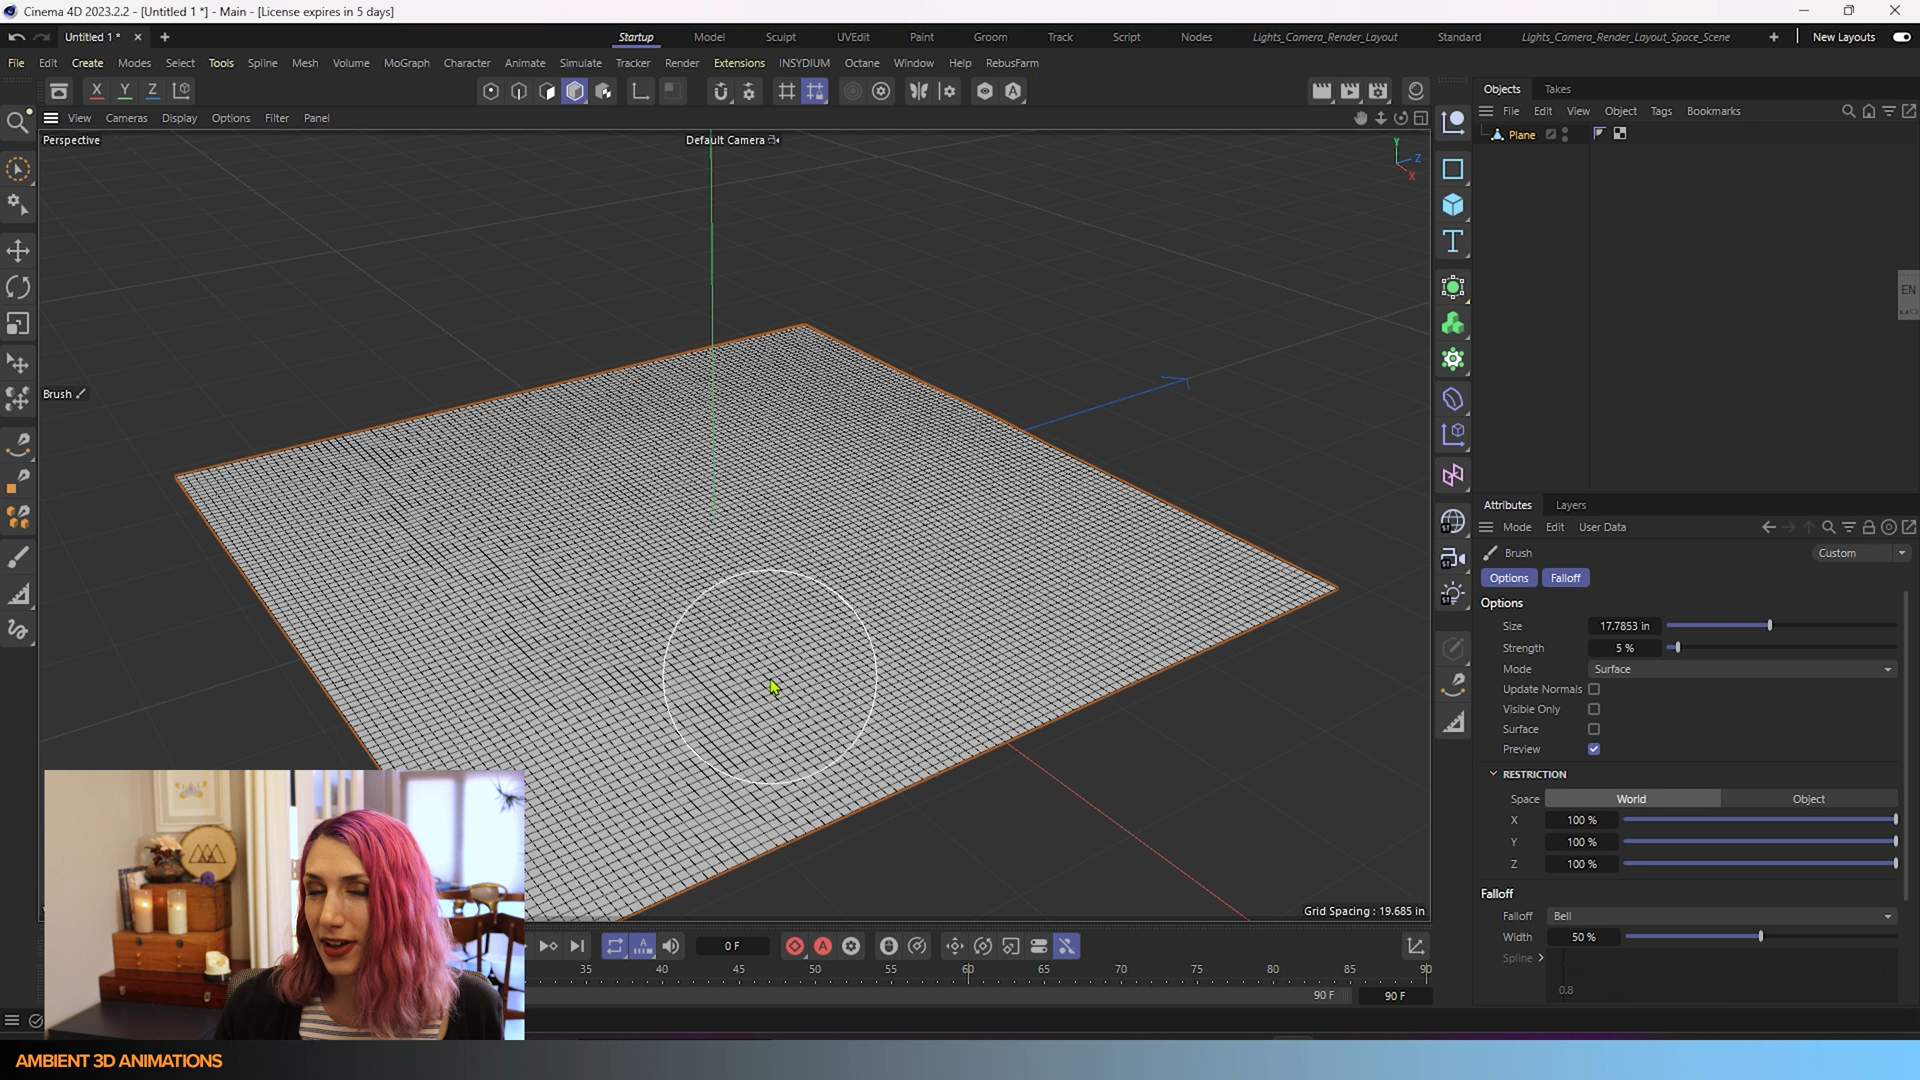 Cinema 4D 2023.2.2 - [Untitled 1 *] - Main - [License expires in 5 days]
Untitled 1 *
Startup Model Sculpt UVEdit Paint Groom Track Script Nodes Lights_Camera_Render_Layout Standard Lights_Camera_Render_Layout_Space_Scene New Layouts
File Edit Create Modes Select Tools Spline Mesh Volume MoGraph Character Animate Simulate Tracker Render Extensions INSYDIUM Octane Window Help RebusFarm
X Y Z
Objects Takes
View Cameras Display Options Filter Panel
File Edit View Object Tags Bookmarks
Perspective
Default Camera
Plane
Y
Z
X
EN
Brush
Attributes Layers
Mode Edit User Data
Brush
Custom
Options Falloff
Options
Size 17.7853 in
Strength 5 %
Mode Surface
Update Normals
Visible Only
Surface
Preview
RESTRICTION
Space World Object
X 100 %
Y 100 %
Z 100 %
Falloff
Falloff Bell
Width 50 %
Spline
0.8
Grid Spacing : 19.685 in
0 F
35 40 45 50 55 60 65 70 75 80 85 90
90 F 90 F
AMBIENT 3D ANIMATIONS